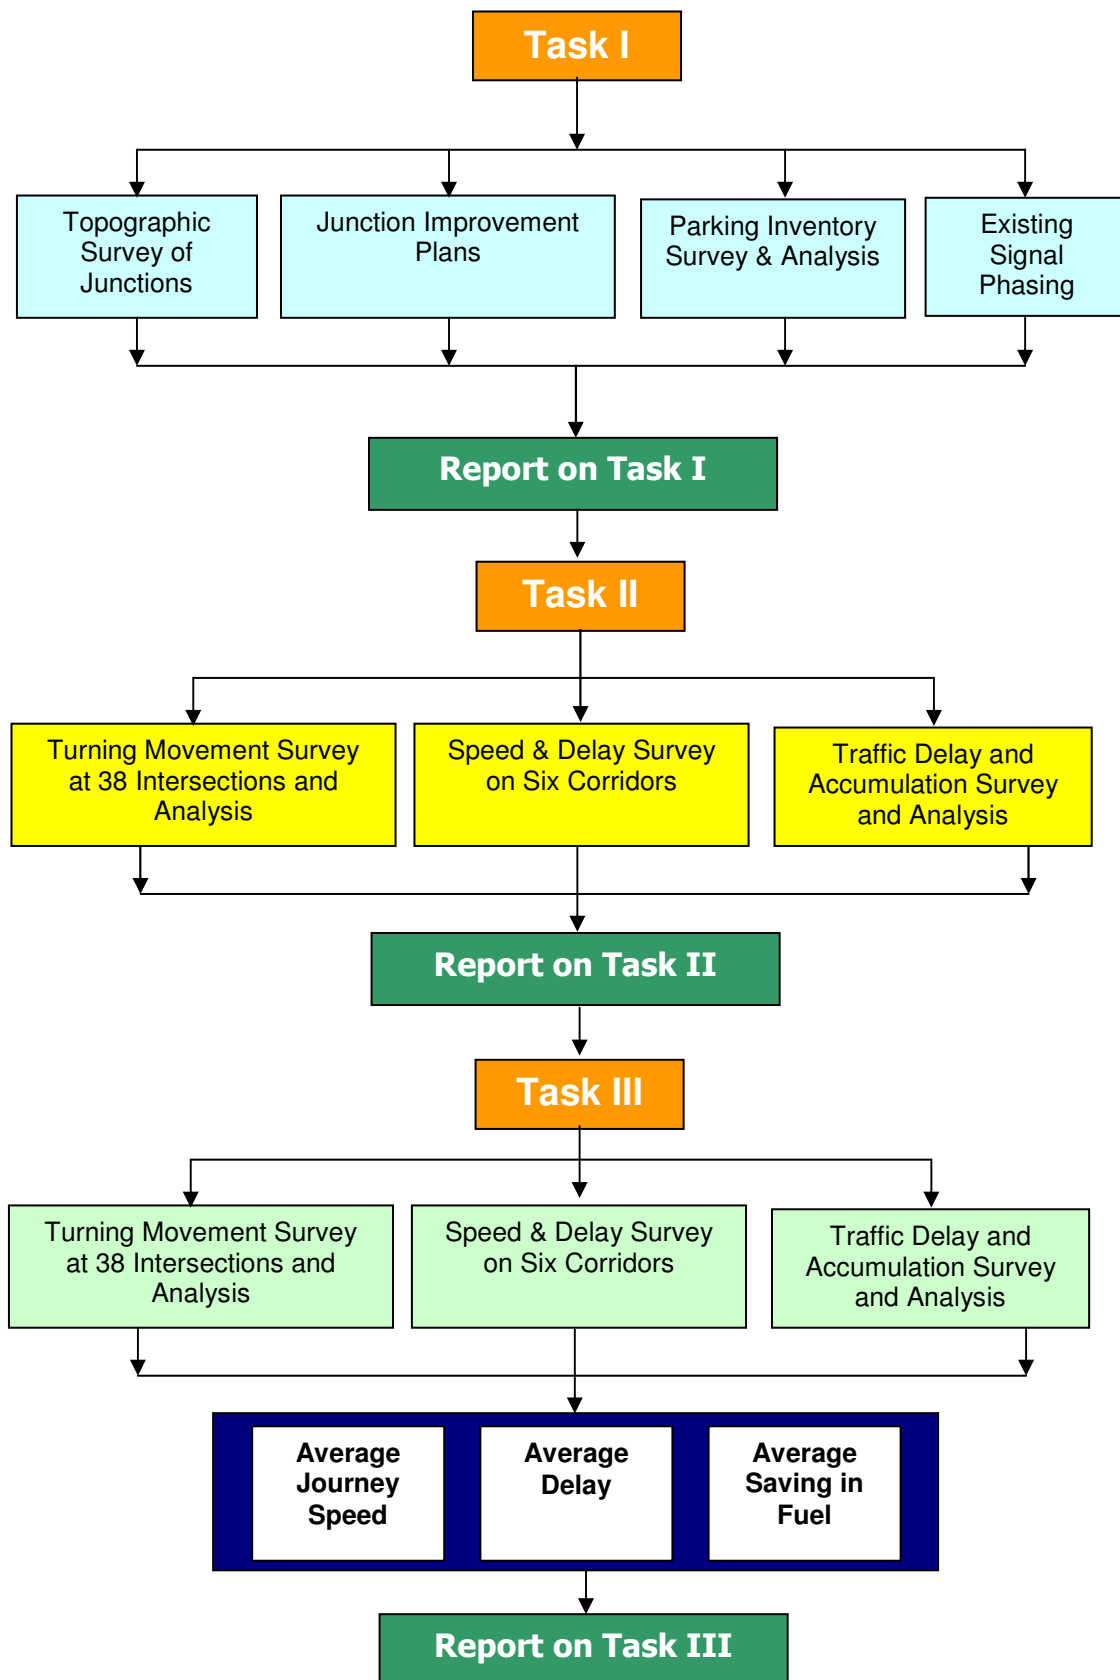 Task I
Topographic
Survey of
Junctions
Junction Improvement
Plans
Parking Inventory
Survey & Analysis
Existing
Signal
Phasing
Report on Task I
Task II
Turning Movement Survey
at 38 Intersections and
Analysis
Speed & Delay Survey
on Six Corridors
Traffic Delay and
Accumulation Survey
and Analysis
Report on Task II
Task III
Turning Movement Survey
at 38 Intersections and
Analysis
Speed & Delay Survey
on Six Corridors
Traffic Delay and
Accumulation Survey
and Analysis
Average
Journey
Speed
Average
Delay
Average
Saving in
Fuel
Report on Task III